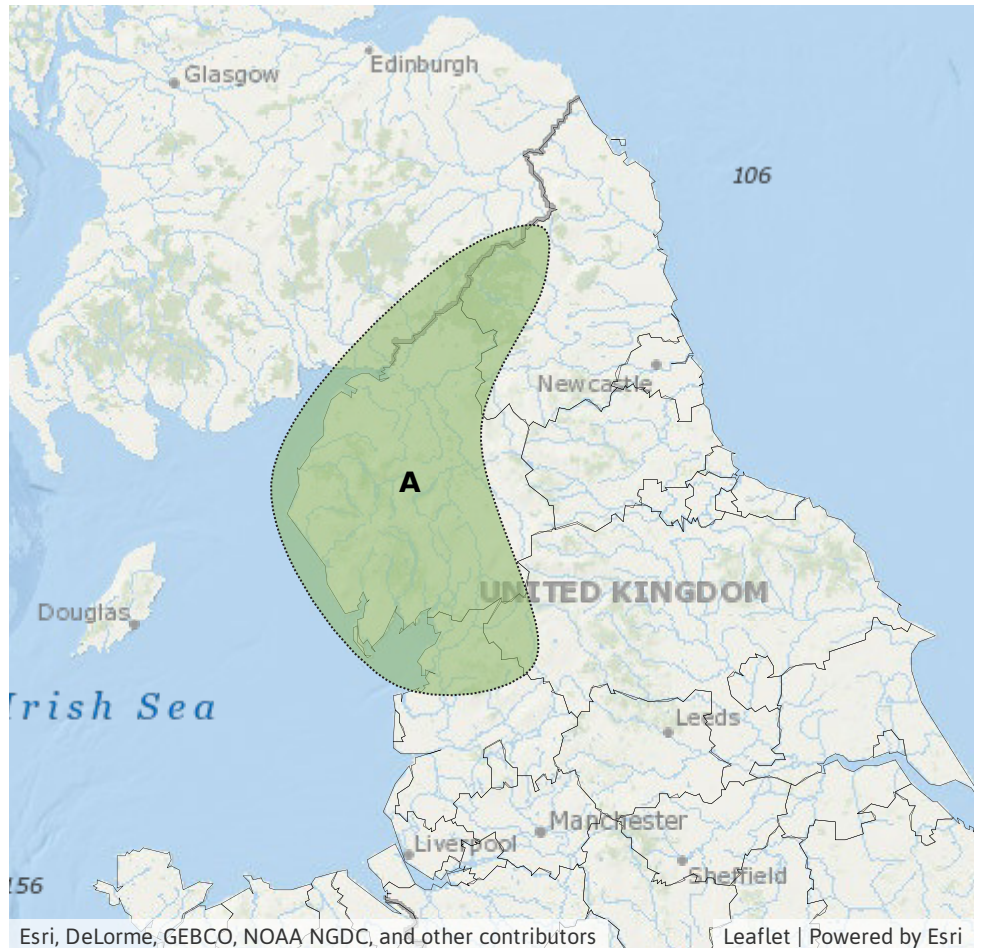 Glasgow
Edinburgh
106
Newcastle
A
UNITED KINGDOM
Douglas
Irish Sea
Leeds
Manchester
Liverpool
Sheffield
156
Esri, DeLorme, GEBCO, NOAA NGDC, and other contributors
Leaflet | Powered by Esri